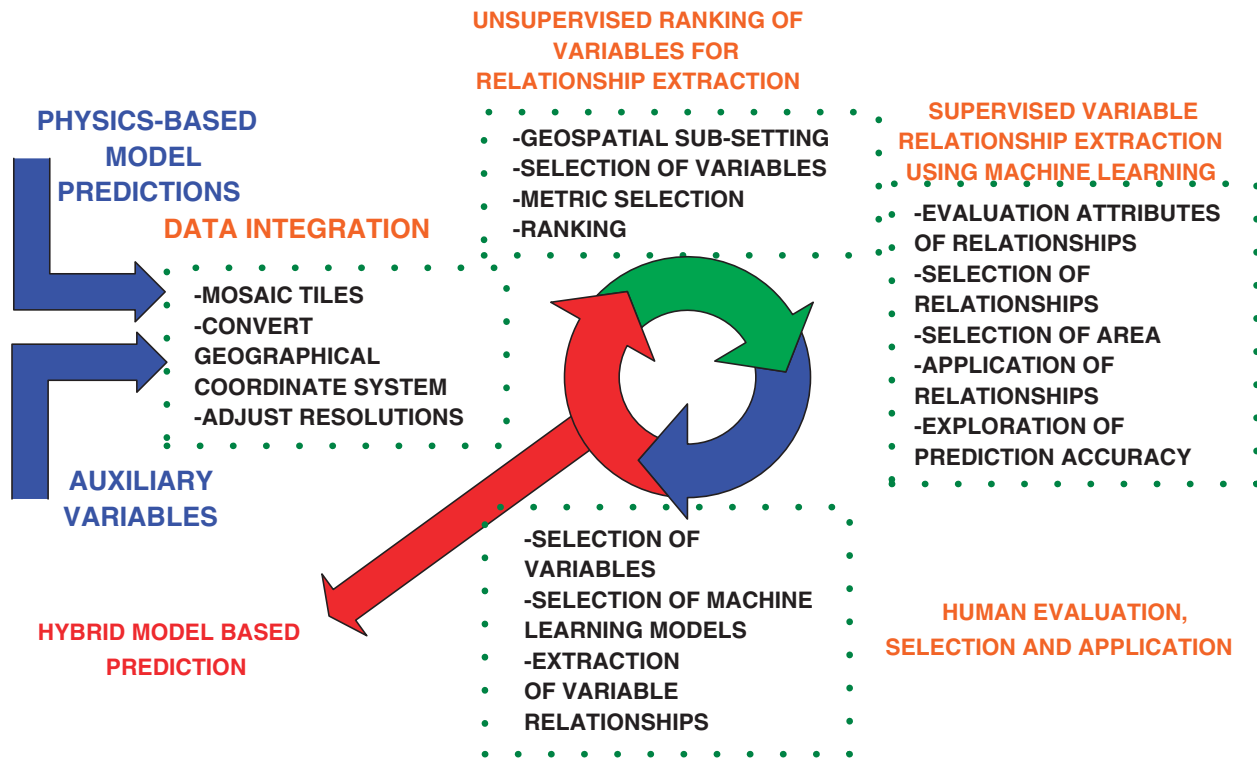 UNSUPERVISED RANKING OF
VARIABLES FOR
RELATIONSHIP EXTRACTION
-GEOSPATIAL SUB-SETTING
-SELECTION OF VARIABLES
-METRIC SELECTION
-RANKING
PHYSICS-BASED
MODEL
PREDICTIONS
DATA INTEGRATION
-MOSAIC TILES
-CONVERT
GEOGRAPHICAL
COORDINATE SYSTEM
-ADJUST RESOLUTIONS
AUXILIARY
VARIABLES
SUPERVISED VARIABLE
RELATIONSHIP EXTRACTION
USING MACHINE LEARNING
-EVALUATION ATTRIBUTES
OF RELATIONSHIPS
-SELECTION OF
RELATIONSHIPS
-SELECTION OF AREA
-APPLICATION OF
RELATIONSHIPS
-EXPLORATION OF
PREDICTION ACCURACY
-SELECTION OF
VARIABLES
-SELECTION OF MACHINE
LEARNING MODELS
-EXTRACTION
OF VARIABLE
RELATIONSHIPS
HYBRID MODEL BASED
PREDICTION
HUMAN EVALUATION,
SELECTION AND APPLICATION